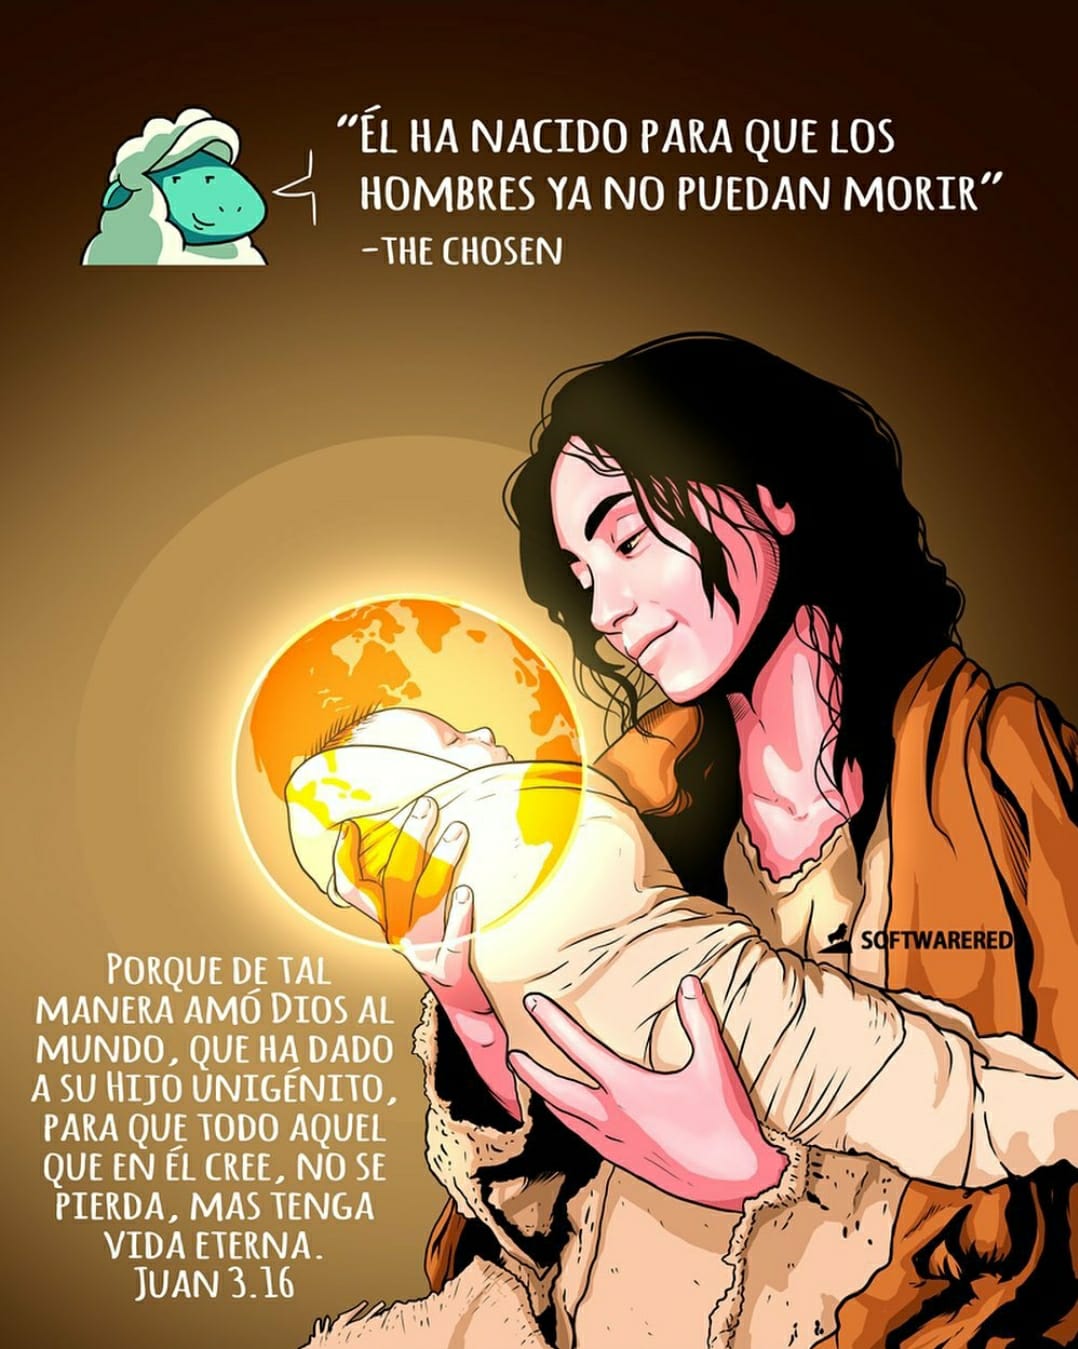 “ÉL HA NACIDO PARA QUE LOS
HOMBRES YA NO PUEDAN MORIR”
-THE CHOSEN
SOFTWARERED
PORQUE DE TAL
MANERA AMÓ DIOS AL
MUNDO, QUE HA DADO
A SU HIJO UNIGÉNITO,
PARA QUE TODO AQUEL
QUE EN ÉL CREE, NO SE
PIERDA, MAS TENGA
VIDA ETERNA.
JUAN 3.16